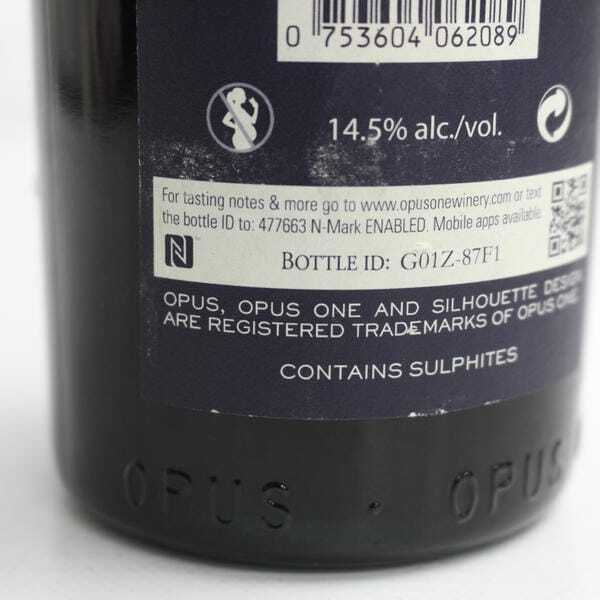 0 753604 062089
14.5% alc./vol.
For tasting notes & more go to www.opusonewinery.com or text
the bottle ID to: 477663 N-Mark ENABLED. Mobile apps available.
N™
BOTTLE ID: G01Z-87F1
OPUS, OPUS ONE AND SILHOUETTE DESIGN
ARE REGISTERED TRADEMARKS OF OPUS ONE.
CONTAINS SULPHITES
OPUS · OPUS